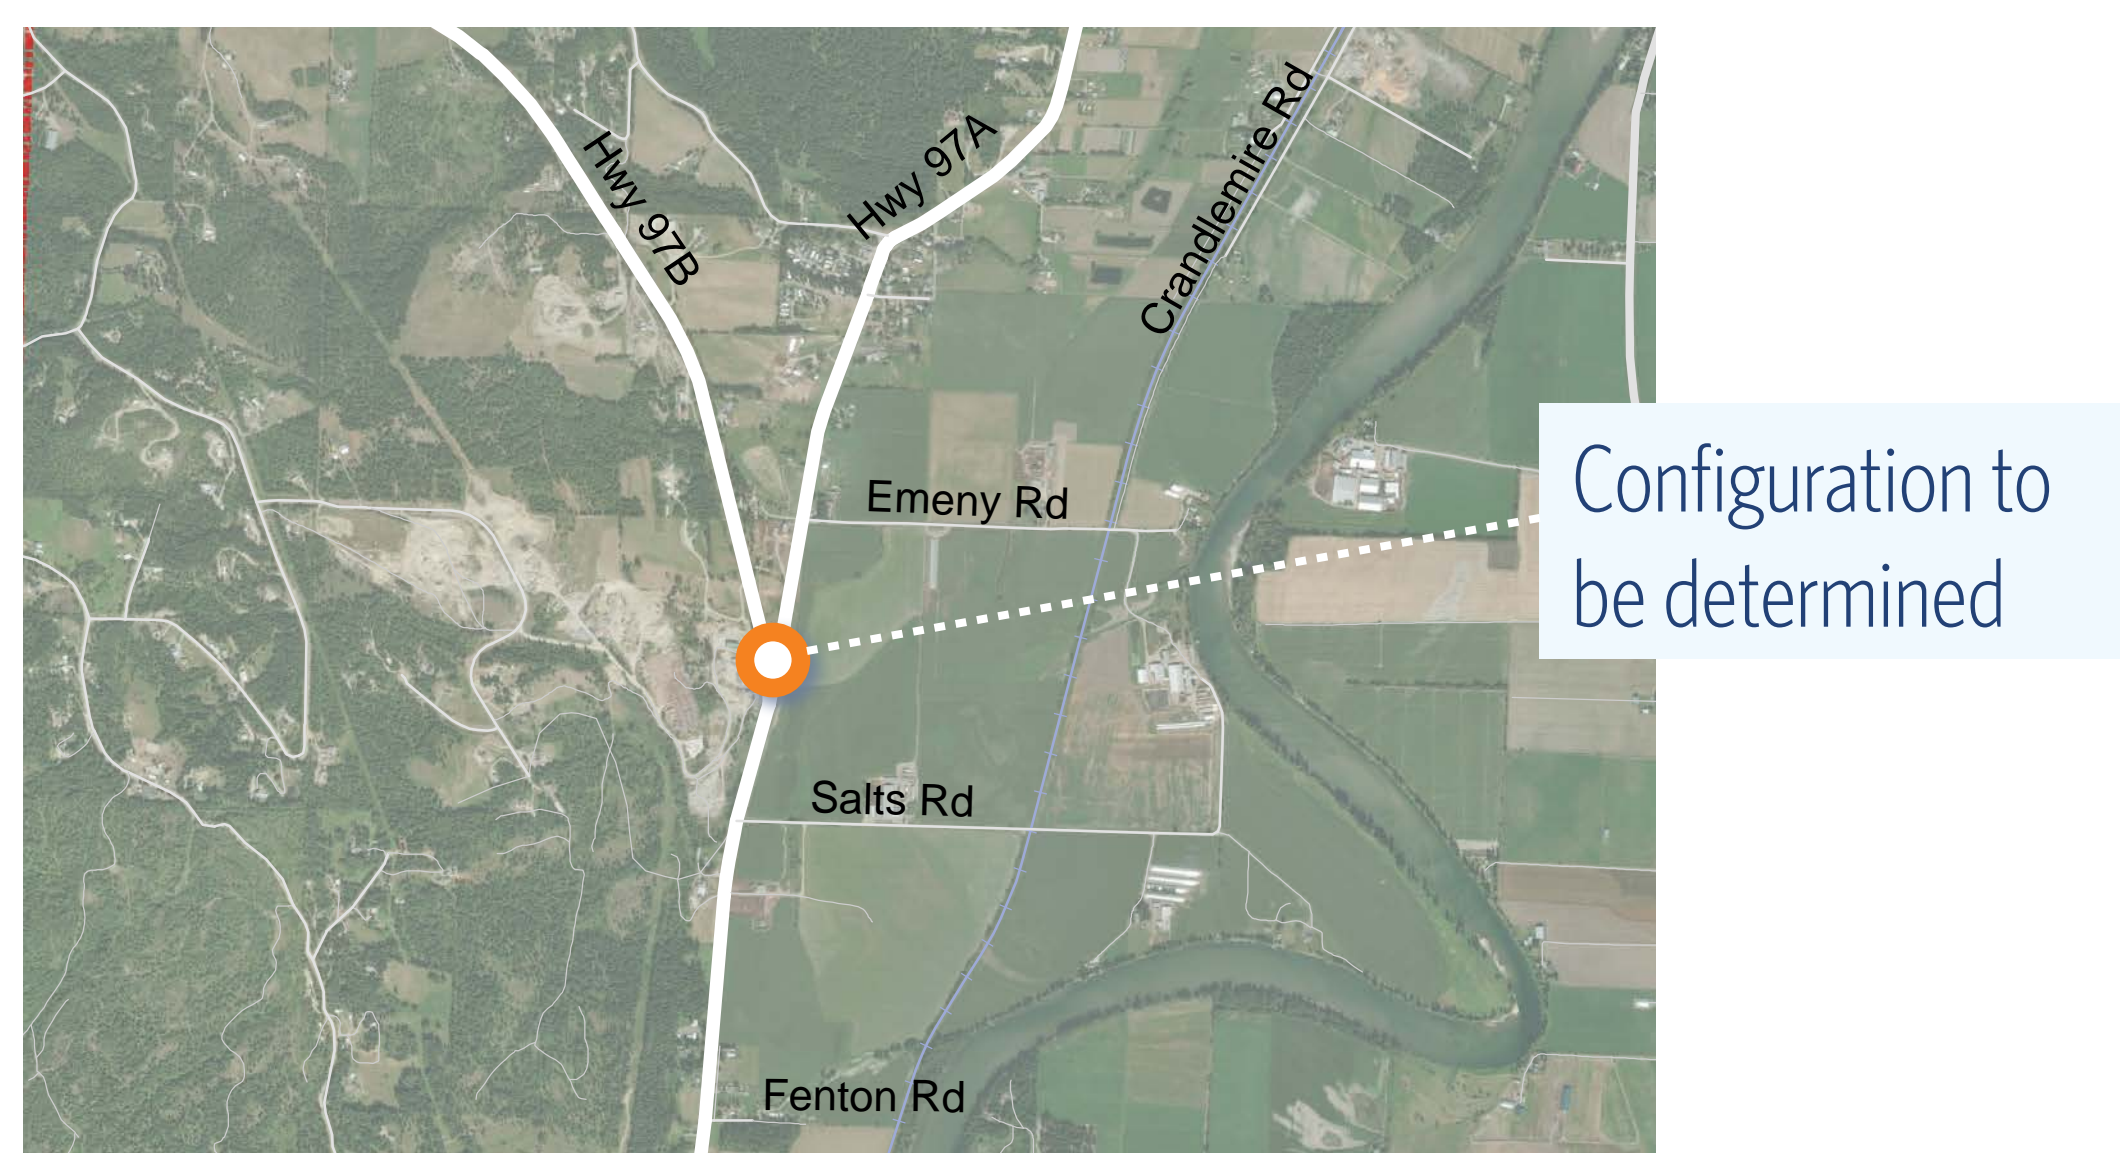 Hwy 97B
Hwy 97A
Crandlemire Rd
Emeny Rd
Configuration to
be determined
Salts Rd
Fenton Rd